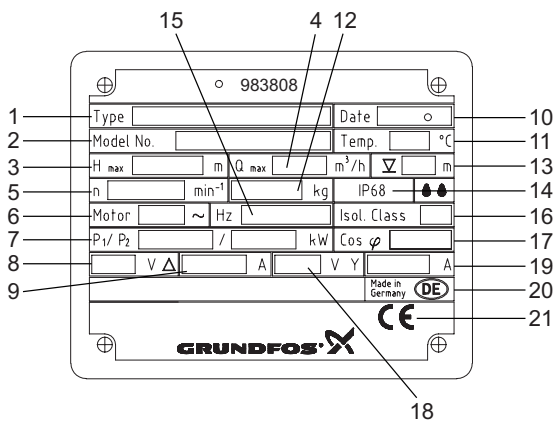 15 4 12
983808
1 Type Date 10
2 Model No. Temp. °C 11
3 H max m Q max m³/h m 13
5 n min⁻¹ kg IP68 14
6 Motor ~ Hz Isol. Class 16
7 P1/ P2 / kW Cos φ 17
8 V △ A V Y A 19
9 Made in Germany DE 20
CE 21
GRUNDFOS
18